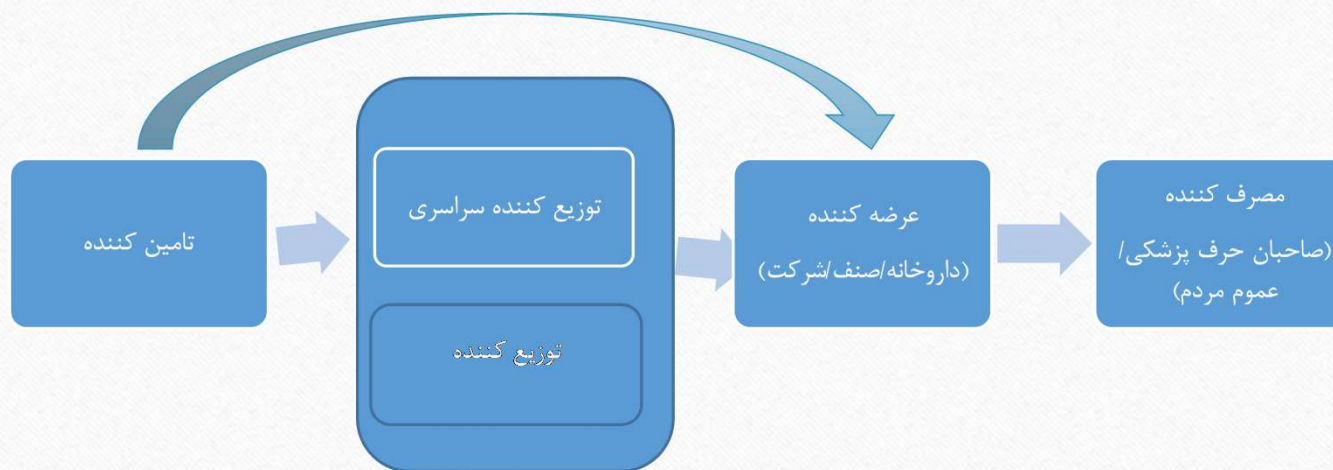 تامین کننده
توزیع کننده سراسری
توزیع کننده
عرضه کننده
(داروخانه/صنف/شرکت)
مصرف کننده
(صاحبان حرف پزشکی/
عموم مردم)